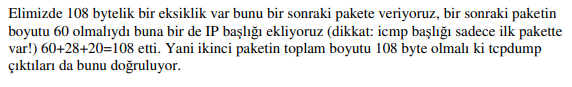 Elimizde 108 bytelik bir eksiklik var bunu bir sonraki pakete veriyoruz, bir sonraki paketin
boyutu 60 olmalıydı buna bir de IP başlığı ekliyoruz (dikkat: icmp başlığı sadece ilk pakette
var!) 60+28+20=108 etti. Yani ikinci paketin toplam boyutu 108 byte olmalı ki tcpdump
çıktıları da bunu doğruluyor.